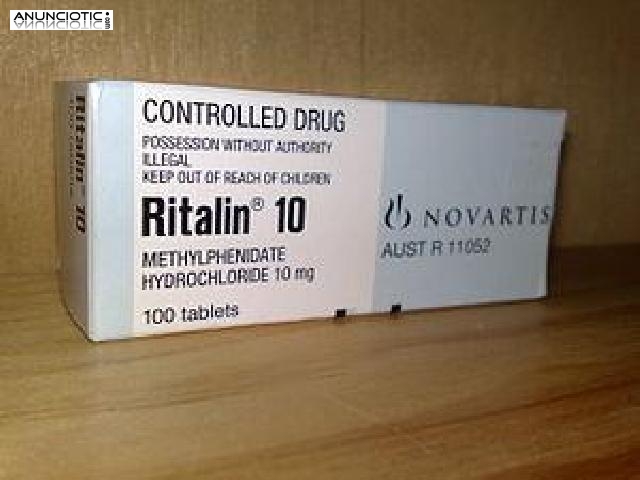 ANUNCIOTIC.com
CONTROLLED DRUG
POSSESSION WITHOUT AUTHORITY
ILLEGAL
KEEP OUT OF REACH OF CHILDREN
Ritalin® 10
METHYLPHENIDATE
HYDROCHLORIDE 10 mg
100 tablets
NOVARTIS
AUST R 11052
Ritalin® 10